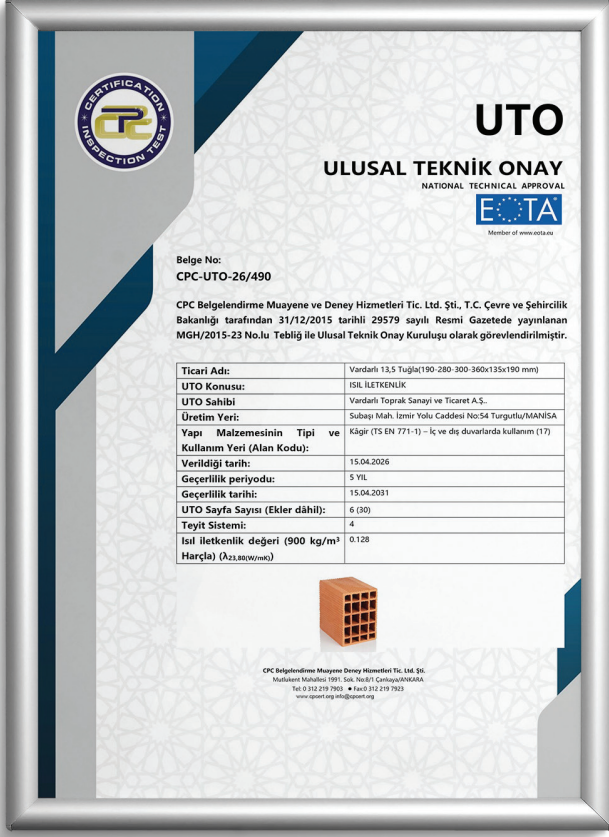 CERTIFICATION
CPC
INSPECTION TEST
UTO
ULUSAL TEKNİK ONAY
NATIONAL TECHNICAL APPROVAL
EOTA
Member of www.eota.eu
Belge No:
CPC-UTO-26/490
CPC Belgelendirme Muayene ve Deney Hizmetleri Tic. Ltd. Şti., T.C. Çevre ve Şehircilik
Bakanlığı tarafından 31/12/2015 tarihli 29579 sayılı Resmi Gazetede yayınlanan
MGH/2015-23 No.lu Tebliğ ile Ulusal Teknik Onay Kuruluşu olarak görevlendirilmiştir.
Ticari Adı: Vardarlı 13,5 Tuğla(190-280-300-360x135x190 mm)
UTO Konusu: ISIL İLETKENLİK
UTO Sahibi Vardarlı Toprak Sanayi ve Ticaret A.Ş..
Üretim Yeri: Subaşı Mah. İzmir Yolu Caddesi No:54 Turgutlu/MANİSA
Yapı Malzemesinin Tipi ve Kâgir (TS EN 771-1) – İç ve dış duvarlarda kullanım (17)
Kullanım Yeri (Alan Kodu):
Verildiği tarih: 15.04.2026
Geçerlilik periyodu: 5 YIL
Geçerlilik tarihi: 15.04.2031
UTO Sayfa Sayısı (Ekler dâhil): 6 (30)
Teyit Sistemi: 4
Isıl iletkenlik değeri (900 kg/m³ 0.128
Harçla) (λ23,80(W/mK))
CPC Belgelendirme Muayene Deney Hizmetleri Tic. Ltd. Şti.
Mutlukent Mahallesi 1991. Sok. No:8/1 Çankaya/ANKARA
Tel:0 312 219 7903 ● Fax:0 312 219 7923
www.cpcert.org info@cpcert.org